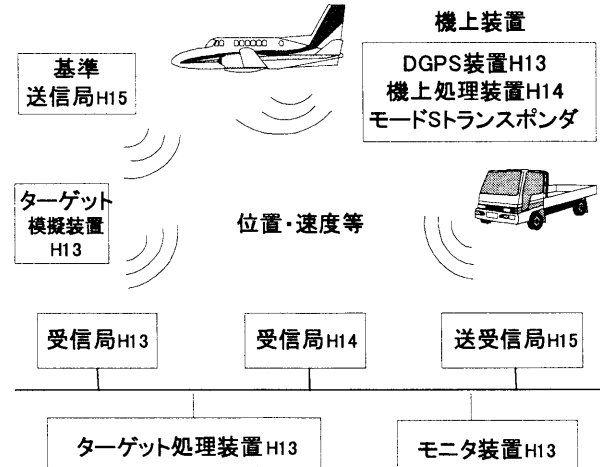 機上装置
基準
送信局H15
DGPS装置H13
機上処理装置H14
モードSトランスポンダ
ターゲット
模擬装置
H13
位置・速度等
受信局H13
受信局H14
送受信局H15
ターゲット処理装置H13
モニタ装置H13